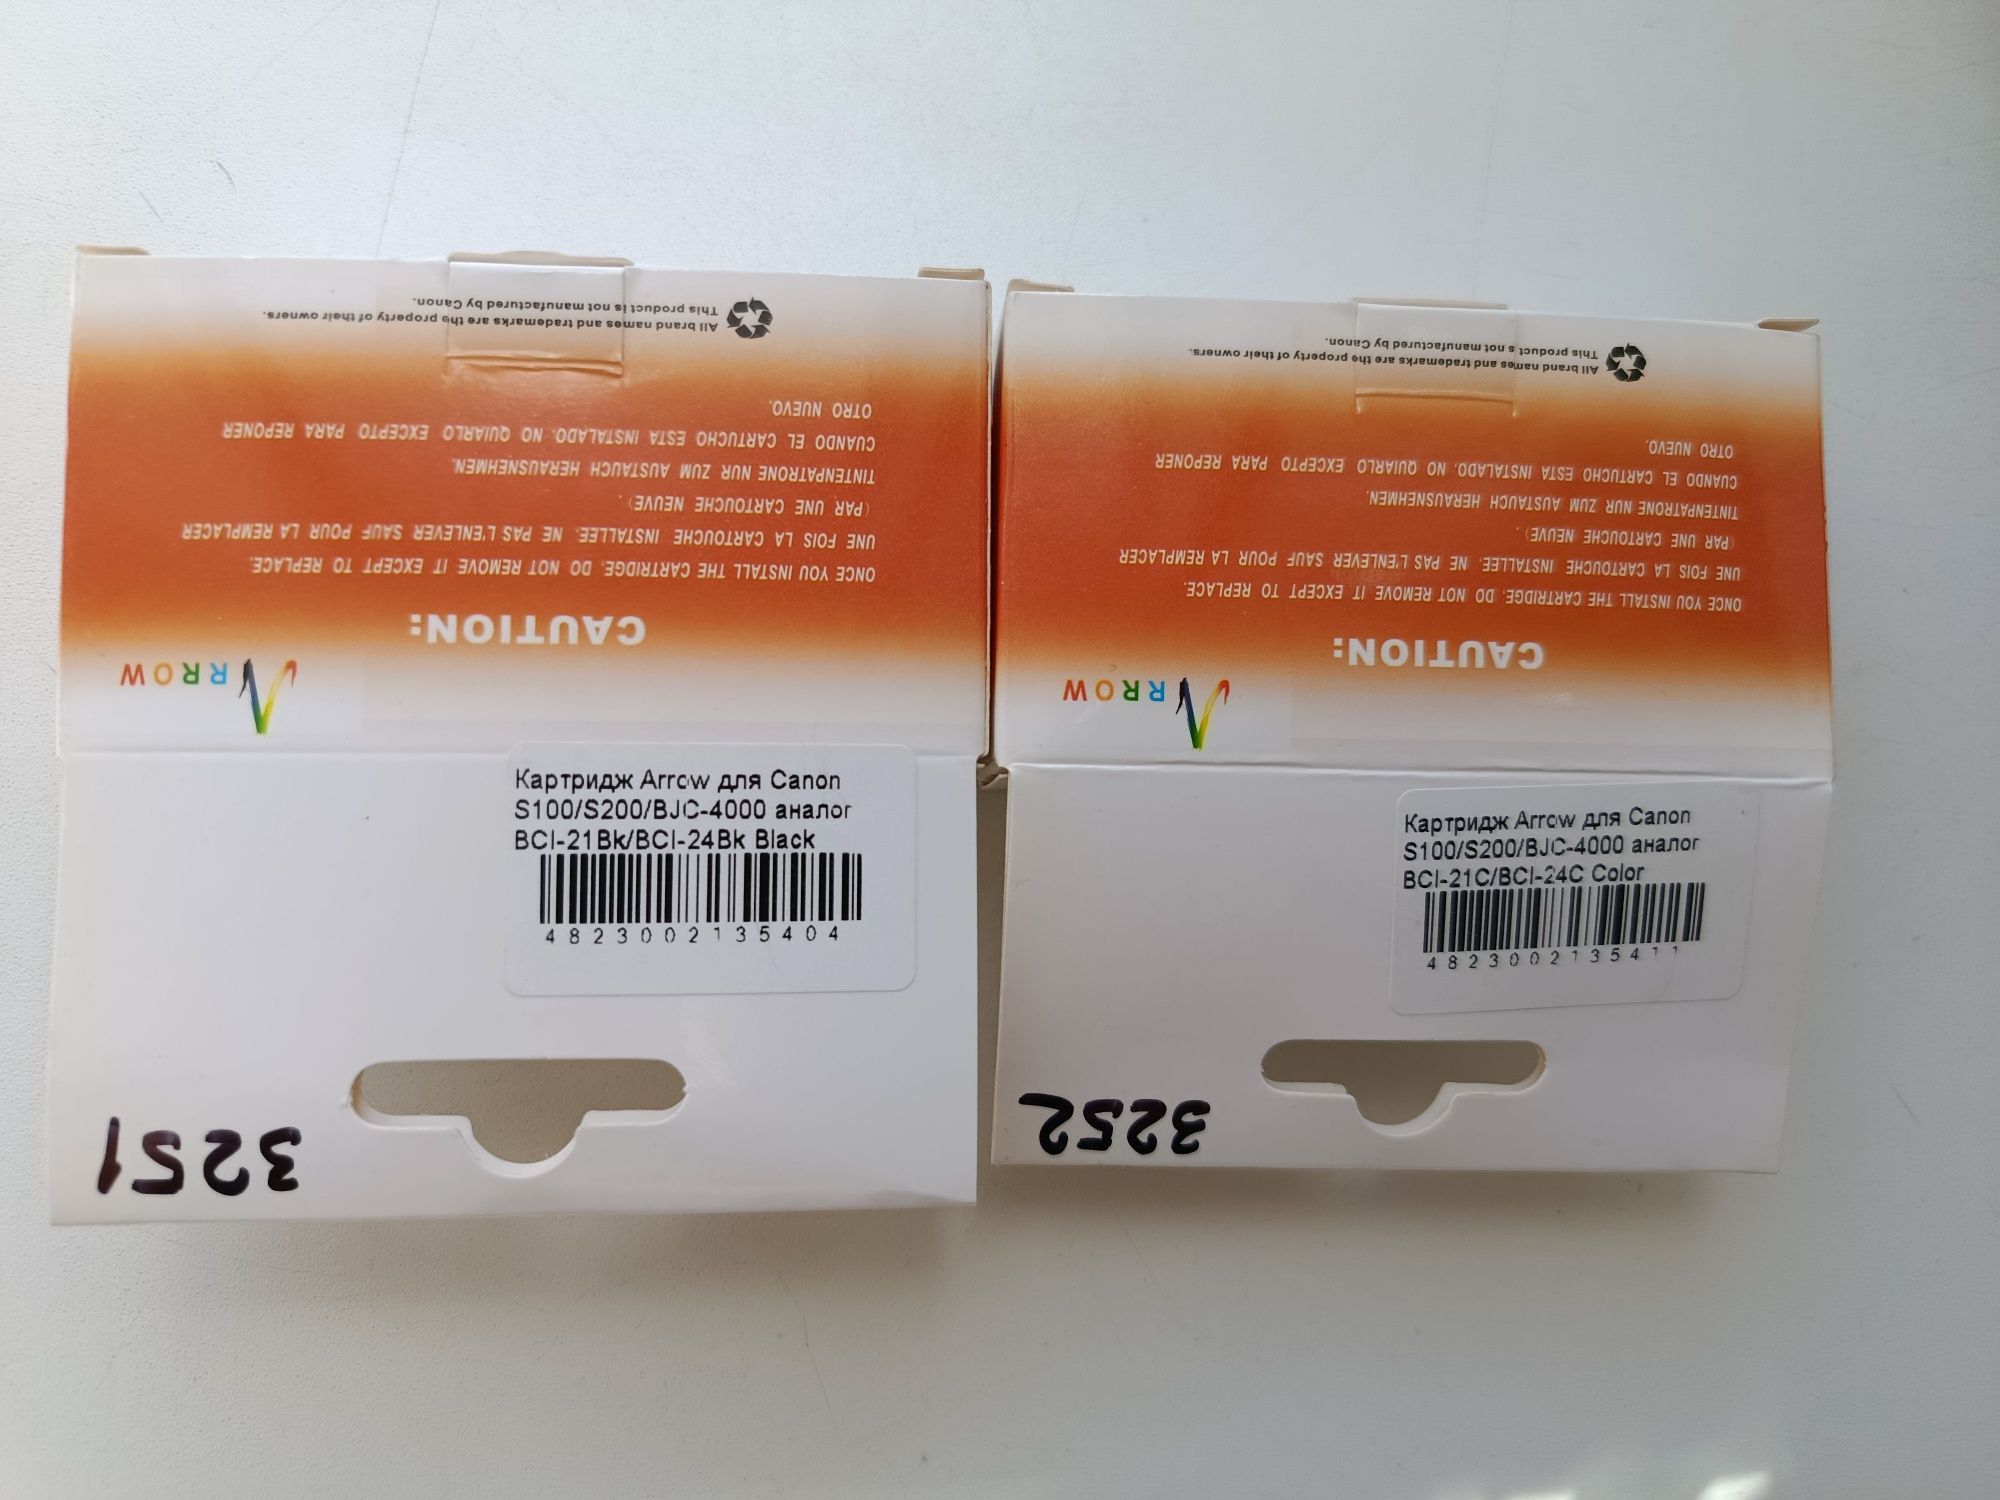 CAUTION:
ONCE YOU INSTALL THE CARTRIDGE. DO NOT REMOVE IT EXCEPT TO REPLACE.
UNE FOIS LA CARTOUCHE INSTALLEE. NE PAS L'ENLEVER SAUF POUR LA REMPLACER
(PAR UNE CARTOUCHE NEUVE).
TINTENPATRONE NUR ZUM AUSTAUCH HERAUSNEHMEN.
CUANDO EL CARTUCHO ESTA INSTALADO. NO QUIARLO EXCEPTO PARA REPONER
OTRO NUEVO.
All brand names and trademarks are the property of their owners.
This product is not manufactured by Canon.
ARROW
Картридж Arrow для Canon
S100/S200/BJC-4000 аналог
BCI-21Bk/BCI-24Bk Black
4823002135404
3251
CAUTION:
ONCE YOU INSTALL THE CARTRIDGE. DO NOT REMOVE IT EXCEPT TO REPLACE.
UNE FOIS LA CARTOUCHE INSTALLEE. NE PAS L'ENLEVER SAUF POUR LA REMPLACER
(PAR UNE CARTOUCHE NEUVE).
TINTENPATRONE NUR ZUM AUSTAUCH HERAUSNEHMEN.
CUANDO EL CARTUCHO ESTA INSTALADO. NO QUIARLO EXCEPTO PARA REPONER
OTRO NUEVO.
All brand names and trademarks are the property of their owners.
This product is not manufactured by Canon.
ARROW
Картридж Arrow для Canon
S100/S200/BJC-4000 аналог
BCI-21C/BCI-24C Color
4823002135411
3252